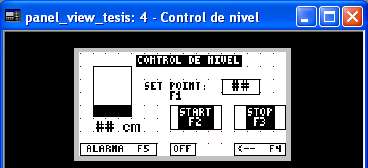 panel_view_tesis: 4 - Control de nivel
CONTROL DE NIVEL
SET POINT: ##
F1
START STOP
F2 F3
.##.cm
ALARMA F5 OFF <-- F4